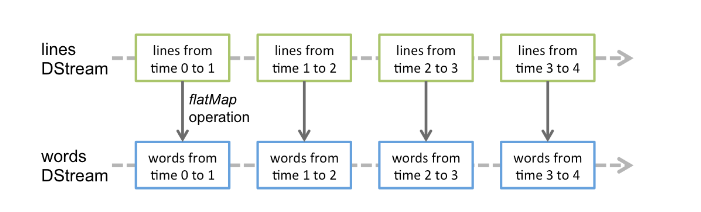 lines
DStream
lines from
time 0 to 1
lines from
time 1 to 2
lines from
time 2 to 3
lines from
time 3 to 4
flatMap
operation
words
DStream
words from
time 0 to 1
words from
time 1 to 2
words from
time 2 to 3
words from
time 3 to 4